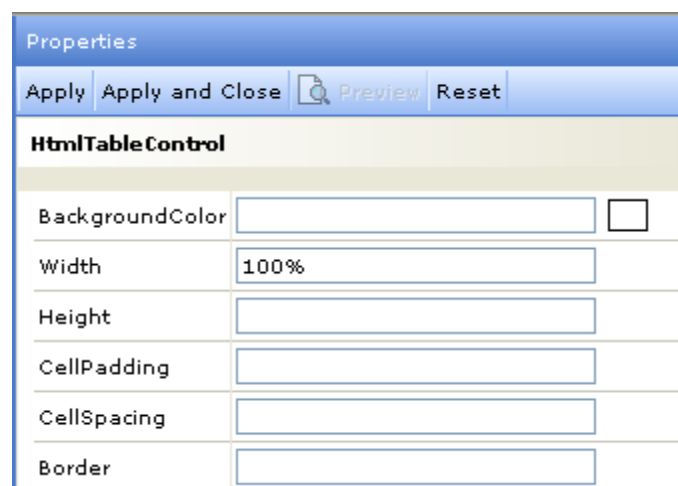 Properties
Apply Apply and Close Preview Reset
HtmlTableControl
BackgroundColor
Width 100%
Height
CellPadding
CellSpacing
Border